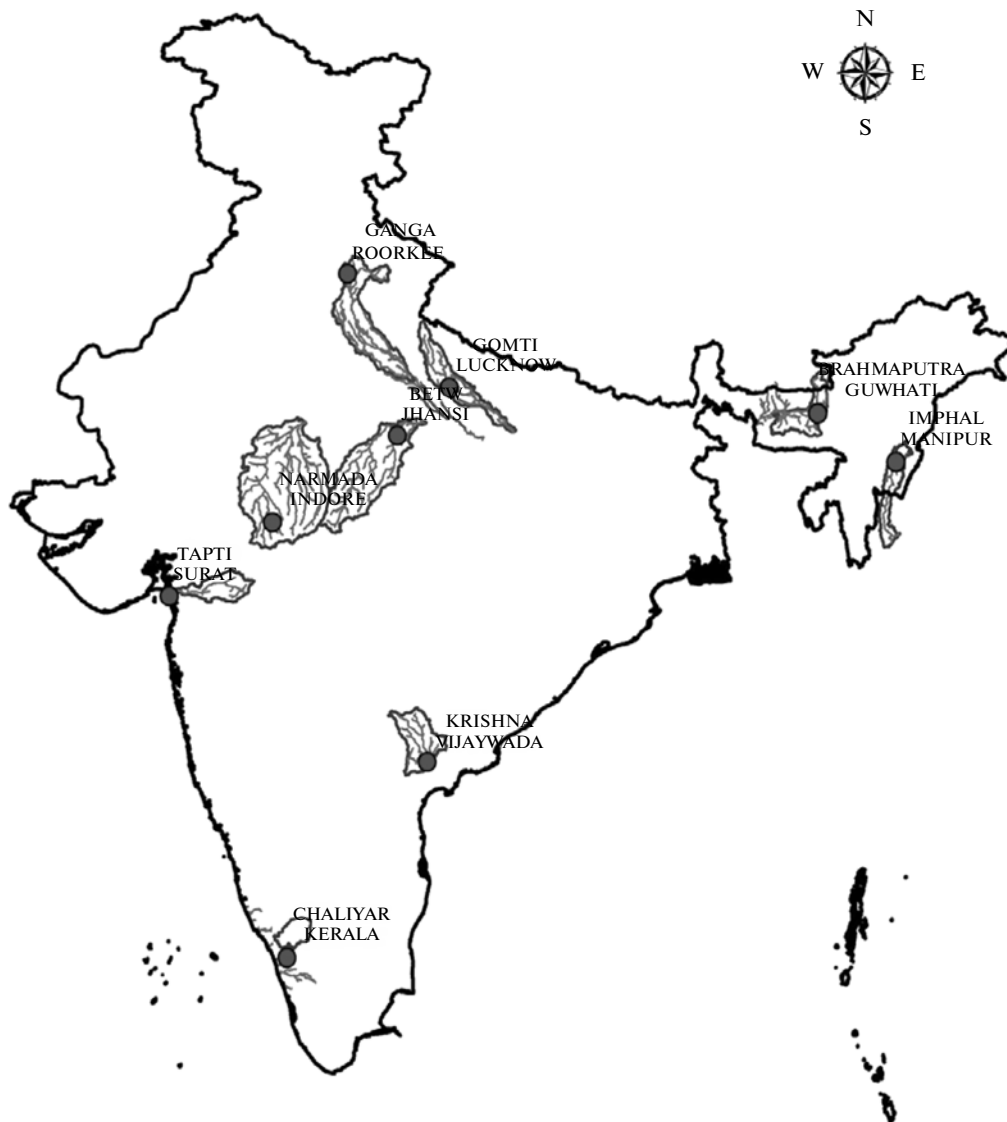 N
W E
S
GANGA
ROORKEE
GOMTI
LUCKNOW
BRAHMAPUTRA
GUWHATI
BETW
JHANSI
IMPHAL
MANIPUR
NARMADA
INDORE
TAPTI
SURAT
KRISHNA
VIJAYWADA
CHALIYAR
KERALA